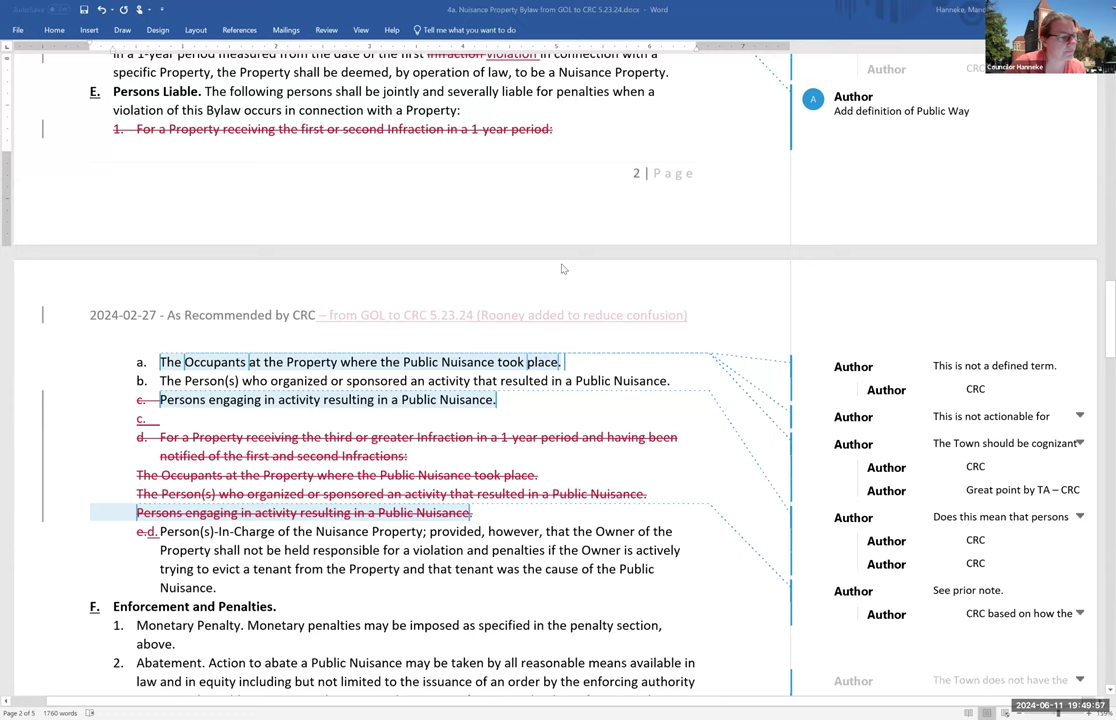 AutoSave
4a. Nuisance Property Bylaw from GOL to CRC 5.23.24.docx - Word
Hanneke,
File Home Insert Draw Design Layout References Mailings Review View Help Tell me what you want to do
1 2 3 4 5 6 7
in a 1-year period measured from the date of the first infraction violation in connection with a
specific Property, the Property shall be deemed, by operation of law, to be a Nuisance Property.
E. Persons Liable. The following persons shall be jointly and severally liable for penalties when a
violation of this Bylaw occurs in connection with a Property:
1. For a Property receiving the first or second Infraction in a 1-year period:
2 | Page
2024-02-27 - As Recommended by CRC – from GOL to CRC 5.23.24 (Rooney added to reduce confusion)
a. The Occupants at the Property where the Public Nuisance took place.
b. The Person(s) who organized or sponsored an activity that resulted in a Public Nuisance.
c. Persons engaging in activity resulting in a Public Nuisance.
c.
d. For a Property receiving the third or greater Infraction in a 1-year period and having been
notified of the first and second Infractions:
The Occupants at the Property where the Public Nuisance took place.
The Person(s) who organized or sponsored an activity that resulted in a Public Nuisance.
Persons engaging in activity resulting in a Public Nuisance.
e.d. Person(s)-In-Charge of the Nuisance Property; provided, however, that the Owner of the
Property shall not be held responsible for a violation and penalties if the Owner is actively
trying to evict a tenant from the Property and that tenant was the cause of the Public
Nuisance.
F. Enforcement and Penalties.
1. Monetary Penalty. Monetary penalties may be imposed as specified in the penalty section,
above.
2. Abatement. Action to abate a Public Nuisance may be taken by all reasonable means available in
law and in equity including but not limited to the issuance of an order by the enforcing authority
Author CRC
A Author
Add definition of Public Way
Author This is not a defined term.
Author CRC
Author This is not actionable for
Author The Town should be cognizant
Author CRC
Author Great point by TA – CRC
Author Does this mean that persons
Author CRC
Author CRC
Author See prior note.
Author CRC based on how the
Author The Town does not have the
Councilor Hanneke
Page 2 of 5 1760 words
2024-06-11 19:49:57